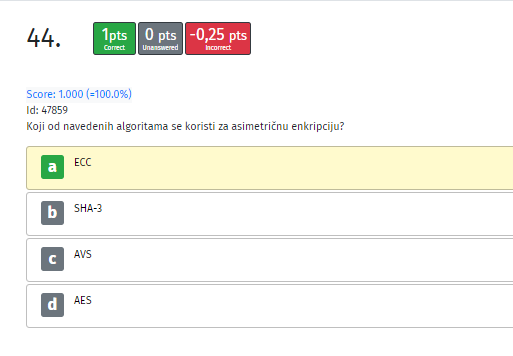 44.
1pts
Correct
0 pts
Unanswered
-0,25 pts
Incorrect
Score: 1.000 (=100.0%)
Id: 47859
Koji od navedenih algoritama se koristi za asimetričnu enkripciju?
a ECC
b SHA-3
c AVS
d AES